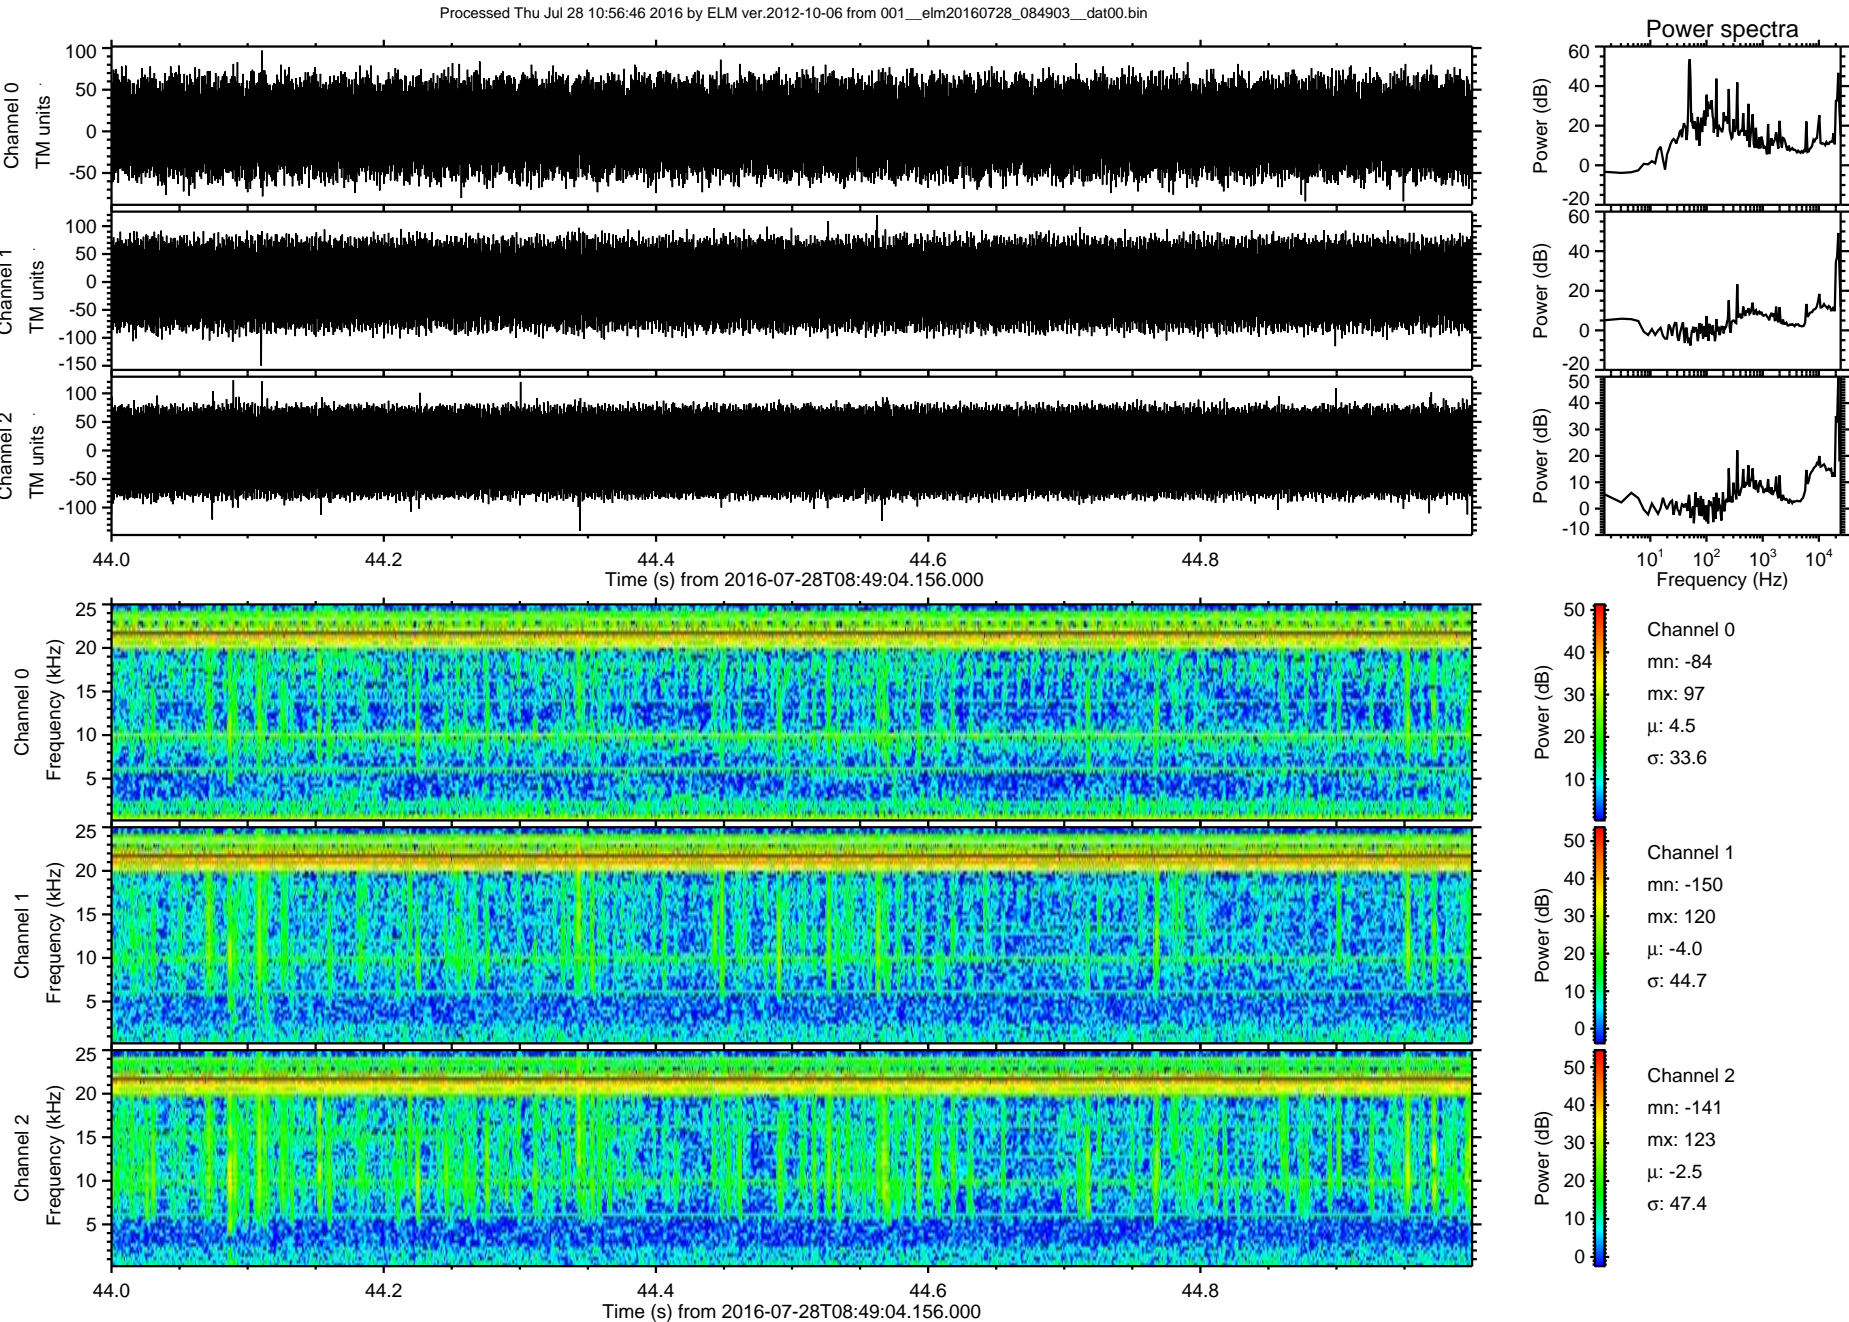 Processed Thu Jul 28 10:56:46 2016 by ELM ver.2012-10-06 from 001__elm20160728_084903__dat00.bin
Power spectra
Channel 0
TM units
100
50
0
-50
Power (dB)
60
40
20
0
-20
Channel 1
TM units
100
50
0
-50
-100
-150
Power (dB)
60
40
20
0
-20
Channel 2
TM units
100
50
0
-50
-100
Power (dB)
50
40
30
20
10
0
-10
44.0 44.2 44.4 44.6 44.8
Time (s) from 2016-07-28T08:49:04.156.000
10¹ 10² 10³ 10⁴
Frequency (Hz)
Channel 0
Frequency (kHz)
25
20
15
10
5
Power (dB)
50
40
30
20
10
Channel 0
mn: -84
mx: 97
μ: 4.5
σ: 33.6
Channel 1
Frequency (kHz)
25
20
15
10
5
Power (dB)
50
40
30
20
10
0
Channel 1
mn: -150
mx: 120
μ: -4.0
σ: 44.7
Channel 2
Frequency (kHz)
25
20
15
10
5
Power (dB)
50
40
30
20
10
0
Channel 2
mn: -141
mx: 123
μ: -2.5
σ: 47.4
44.0 44.2 44.4 44.6 44.8
Time (s) from 2016-07-28T08:49:04.156.000